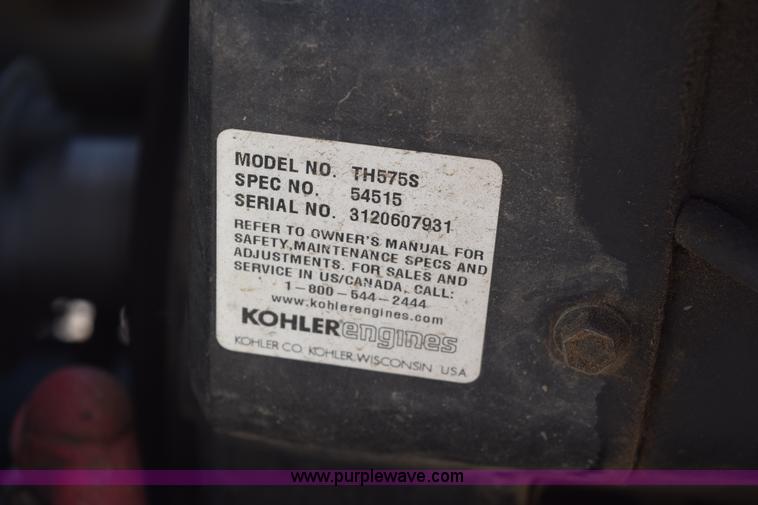 MODEL NO. TH575S
SPEC NO. 54515
SERIAL NO. 3120607931
REFER TO OWNER'S MANUAL FOR
SAFETY,MAINTENANCE SPECS AND
ADJUSTMENTS. FOR SALES AND
SERVICE IN US/CANADA, CALL:
1-800-544-2444
www.kohlerengines.com
KOHLERengines
KOHLER CO. KOHLER,WISCONSIN USA
www.purplewave.com